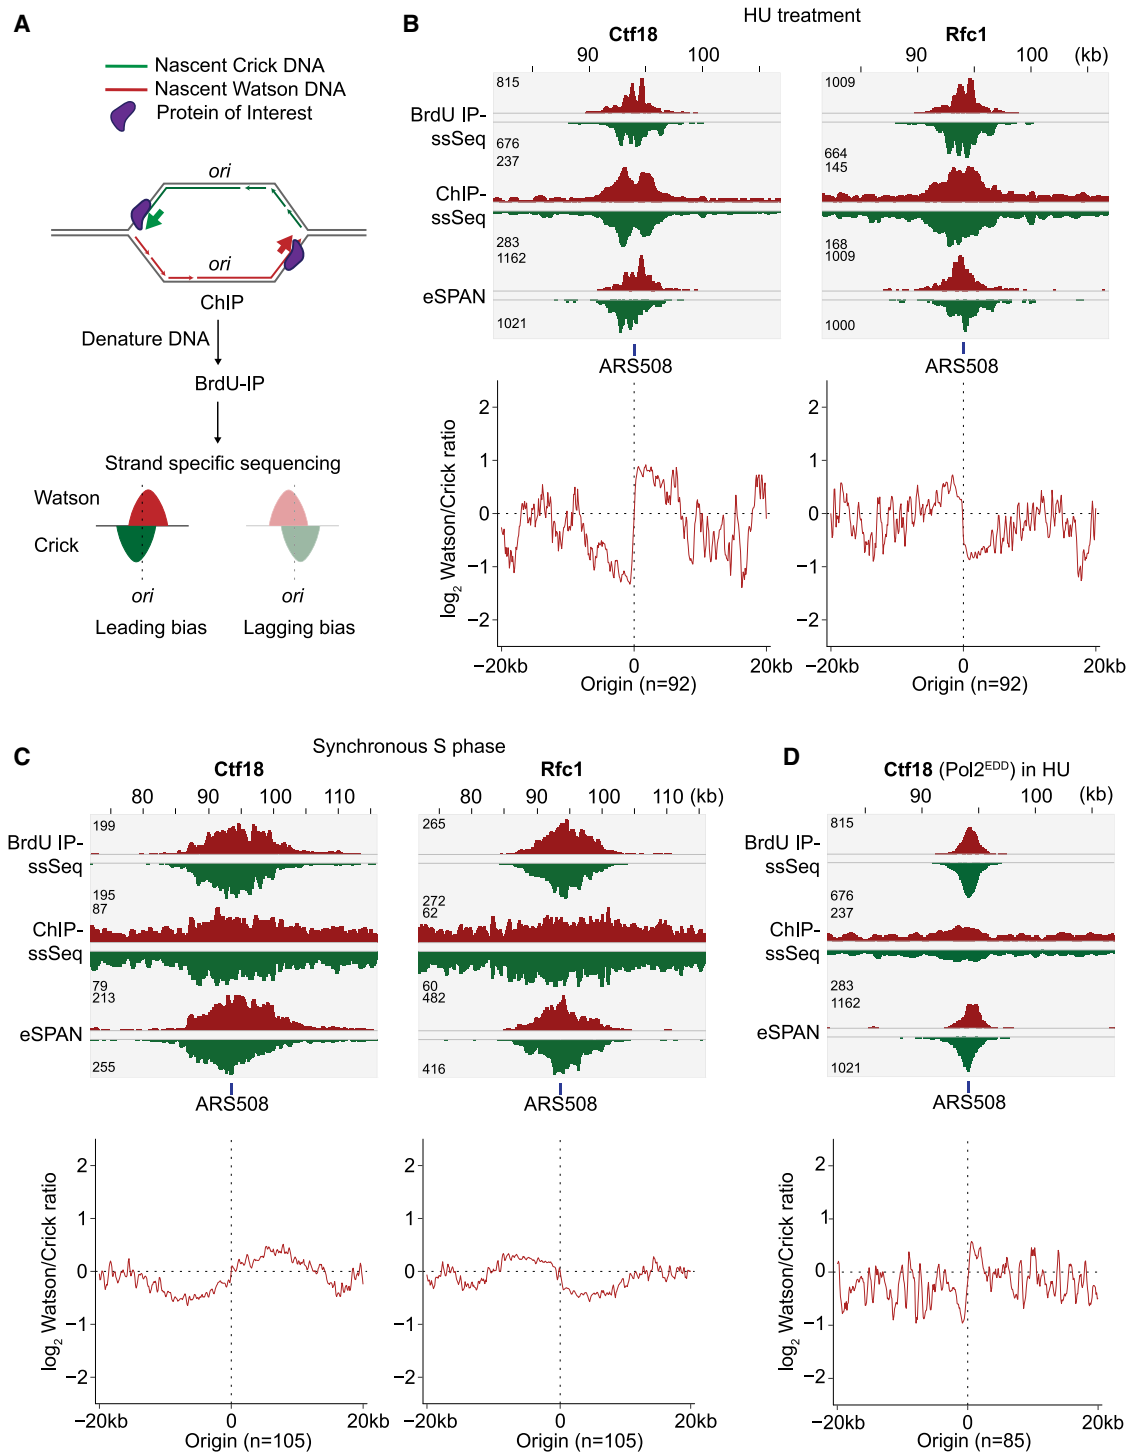 A
Nascent Crick DNA
Nascent Watson DNA
Protein of Interest
ori
ori
ChIP
Denature DNA
BrdU-IP
Strand specific sequencing
Watson
Crick
ori
ori
Leading bias
Lagging bias
B
HU treatment
Ctf18
Rfc1
90 100
90 100 (kb)
BrdU IP-
ssSeq
ChIP-
ssSeq
eSPAN
815
676
237
283
1162
1021
1009
664
145
168
1009
1000
ARS508
ARS508
log2 Watson/Crick ratio
2
1
0
−1
−2
−20kb 0 20kb
Origin (n=92)
2
1
0
−1
−2
−20kb 0 20kb
Origin (n=92)
C
Synchronous S phase
Ctf18
Rfc1
80 90 100 110
80 90 100 110 (kb)
BrdU IP-
ssSeq
ChIP-
ssSeq
eSPAN
199
195
87
79
213
255
265
272
62
60
482
416
ARS508
ARS508
log2 Watson/Crick ratio
2
1
0
−1
−2
−20kb 0 20kb
Origin (n=105)
2
1
0
−1
−2
−20kb 0 20kb
Origin (n=105)
D
Ctf18 (Pol2EDD) in HU
90 100 (kb)
BrdU IP-
ssSeq
ChIP-
ssSeq
eSPAN
815
676
237
283
1162
1021
ARS508
log2 Watson/Crick ratio
2
1
0
−1
−2
−20kb 0 20kb
Origin (n=85)